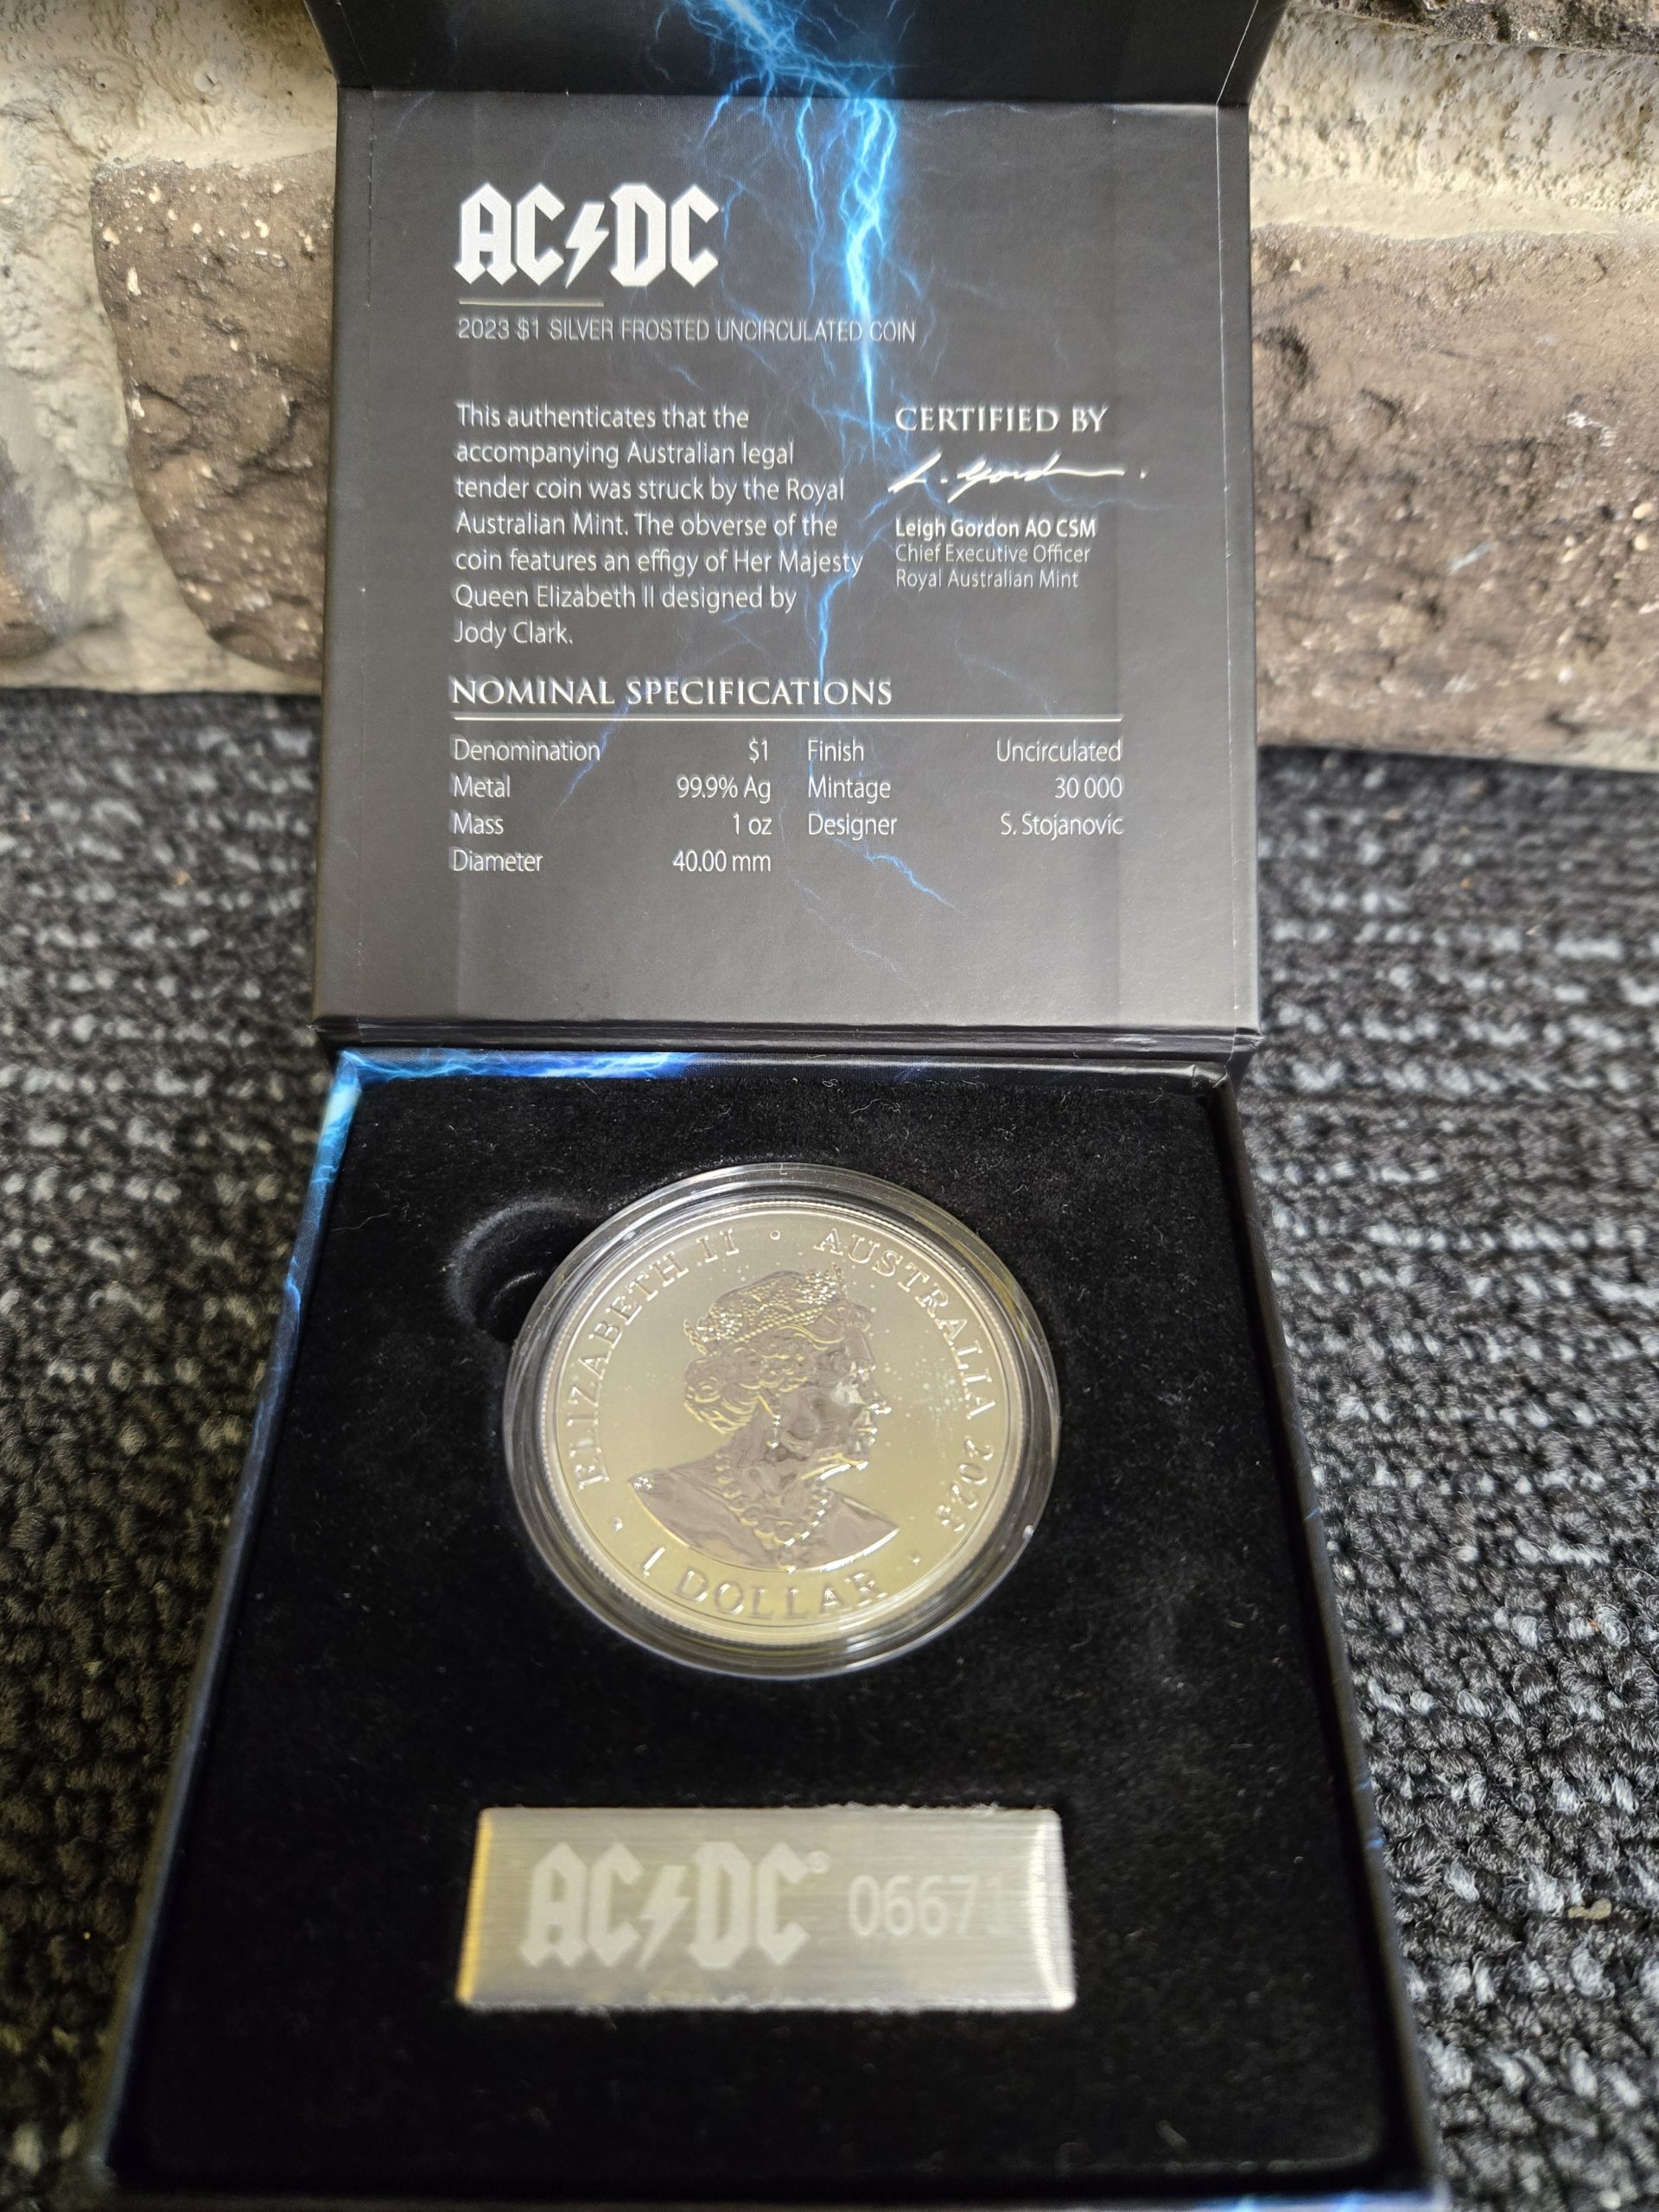 AC⚡DC
2023 $1 SILVER FROSTED UNCIRCULATED COIN
This authenticates that the
accompanying Australian legal
tender coin was struck by the Royal
Australian Mint. The obverse of the
coin features an effigy of Her Majesty
Queen Elizabeth II designed by
Jody Clark.
CERTIFIED BY
L. Gordon.
Leigh Gordon AO CSM
Chief Executive Officer
Royal Australian Mint
NOMINAL SPECIFICATIONS
Denomination $1 Finish Uncirculated
Metal 99.9% Ag Mintage 30 000
Mass 1 oz Designer S. Stojanovic
Diameter 40.00 mm
ELIZABETH II • AUSTRALIA 2023
• 1 DOLLAR •
AC⚡DC